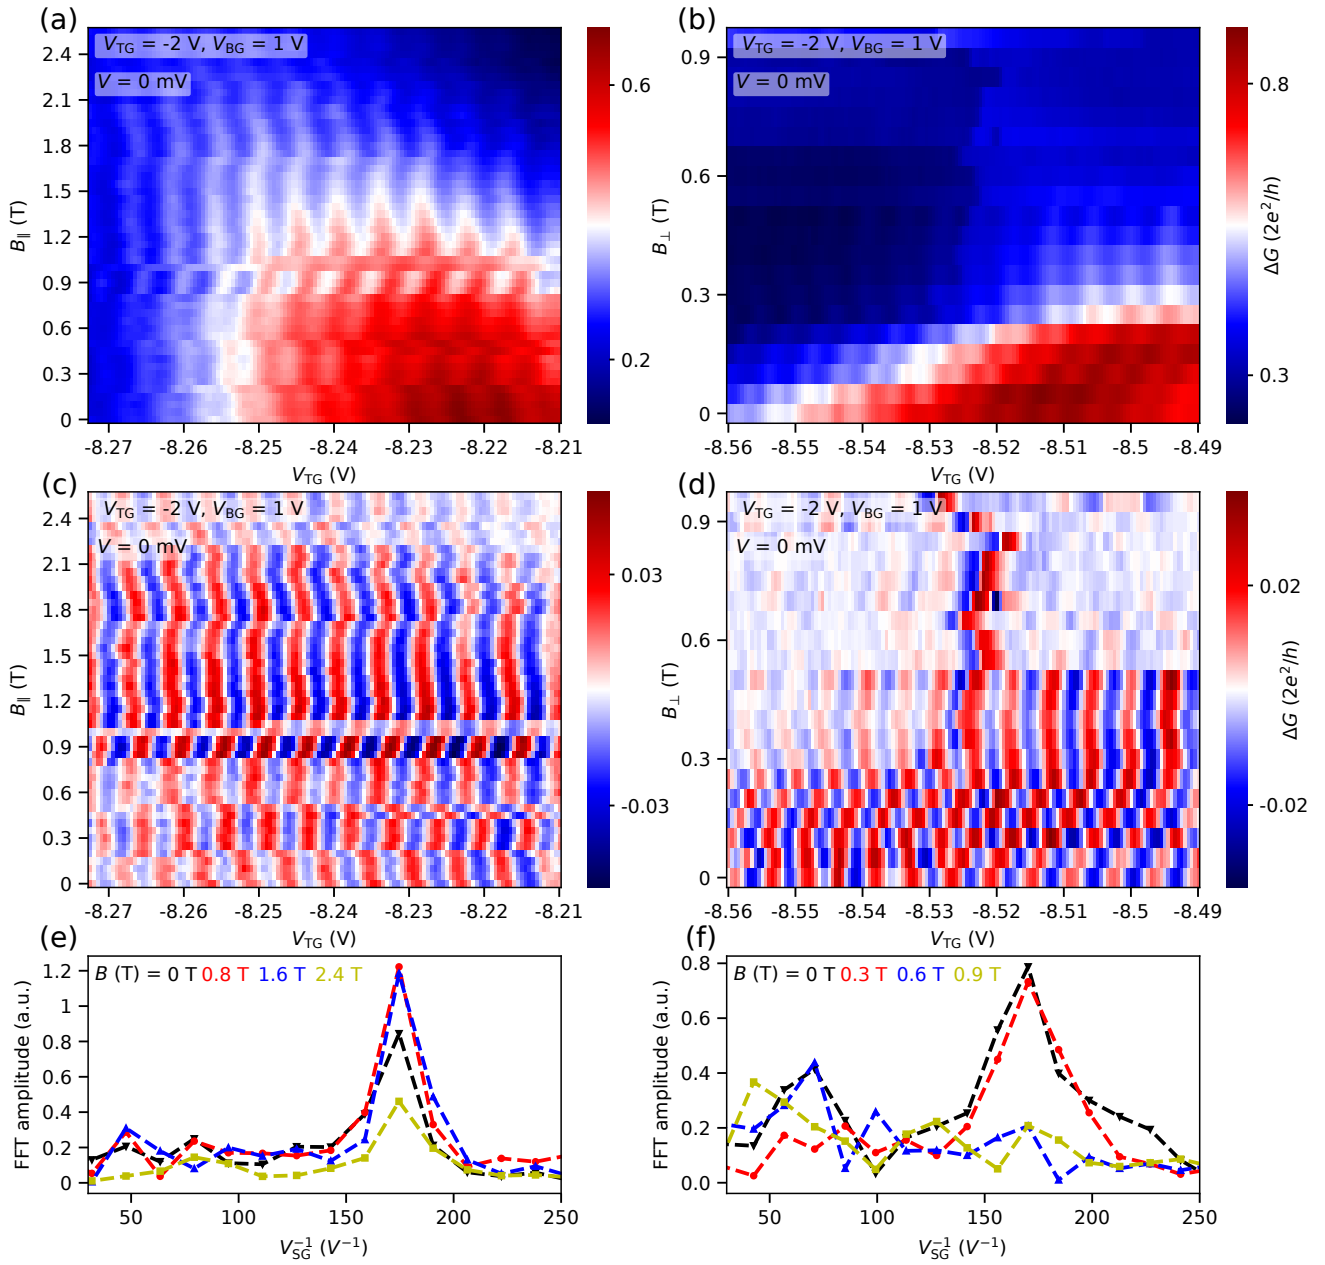 (a)
V_TG = -2 V, V_BG = 1 V
V = 0 mV
2.4
2.1
1.8
1.5
1.2
0.9
0.6
0.3
0
B_∥ (T)
-8.27 -8.26 -8.25 -8.24 -8.23 -8.22 -8.21
V_TG (V)
0.6
0.2
(b)
V_TG = -2 V, V_BG = 1 V
V = 0 mV
0.9
0.6
0.3
0
B_⊥ (T)
-8.56 -8.55 -8.54 -8.53 -8.52 -8.51 -8.5 -8.49
V_TG (V)
0.8
0.3
ΔG (2e²/h)
(c)
V_TG = -2 V, V_BG = 1 V
V = 0 mV
2.4
2.1
1.8
1.5
1.2
0.9
0.6
0.3
0
B_∥ (T)
-8.27 -8.26 -8.25 -8.24 -8.23 -8.22 -8.21
V_TG (V)
0.03
-0.03
(d)
V_TG = -2 V, V_BG = 1 V
V = 0 mV
0.9
0.6
0.3
0
B_⊥ (T)
-8.56 -8.55 -8.54 -8.53 -8.52 -8.51 -8.5 -8.49
V_TG (V)
0.02
-0.02
ΔG (2e²/h)
(e)
B (T) = 0 T 0.8 T 1.6 T 2.4 T
1.2
1
0.8
0.6
0.4
0.2
0
FFT amplitude (a.u.)
50 100 150 200 250
V_SG^-1 (V^-1)
(f)
B (T) = 0 T 0.3 T 0.6 T 0.9 T
0.8
0.6
0.4
0.2
0.0
FFT amplitude (a.u.)
50 100 150 200 250
V_SG^-1 (V^-1)